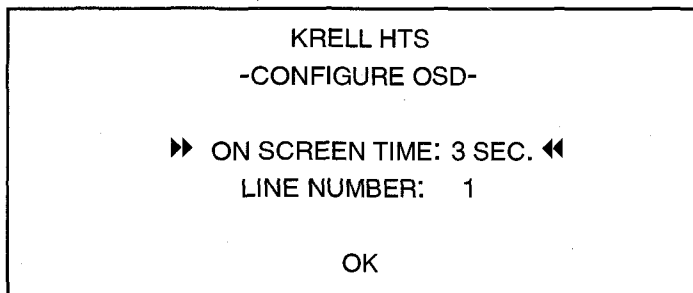 KRELL HTS
-CONFIGURE OSD-
ON SCREEN TIME: 3 SEC.
LINE NUMBER: 1
OK